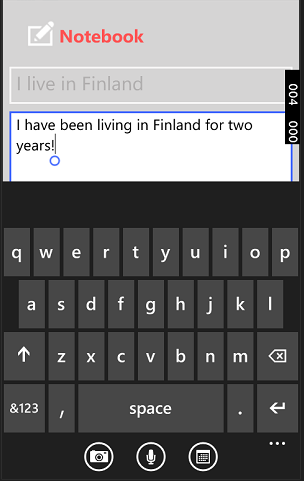 Notebook
I live in Finland
004 000
I have been living in Finland for two
years!
q w e r t y u i o p
a s d f g h j k l
z x c v b n m
&123 , space .
...